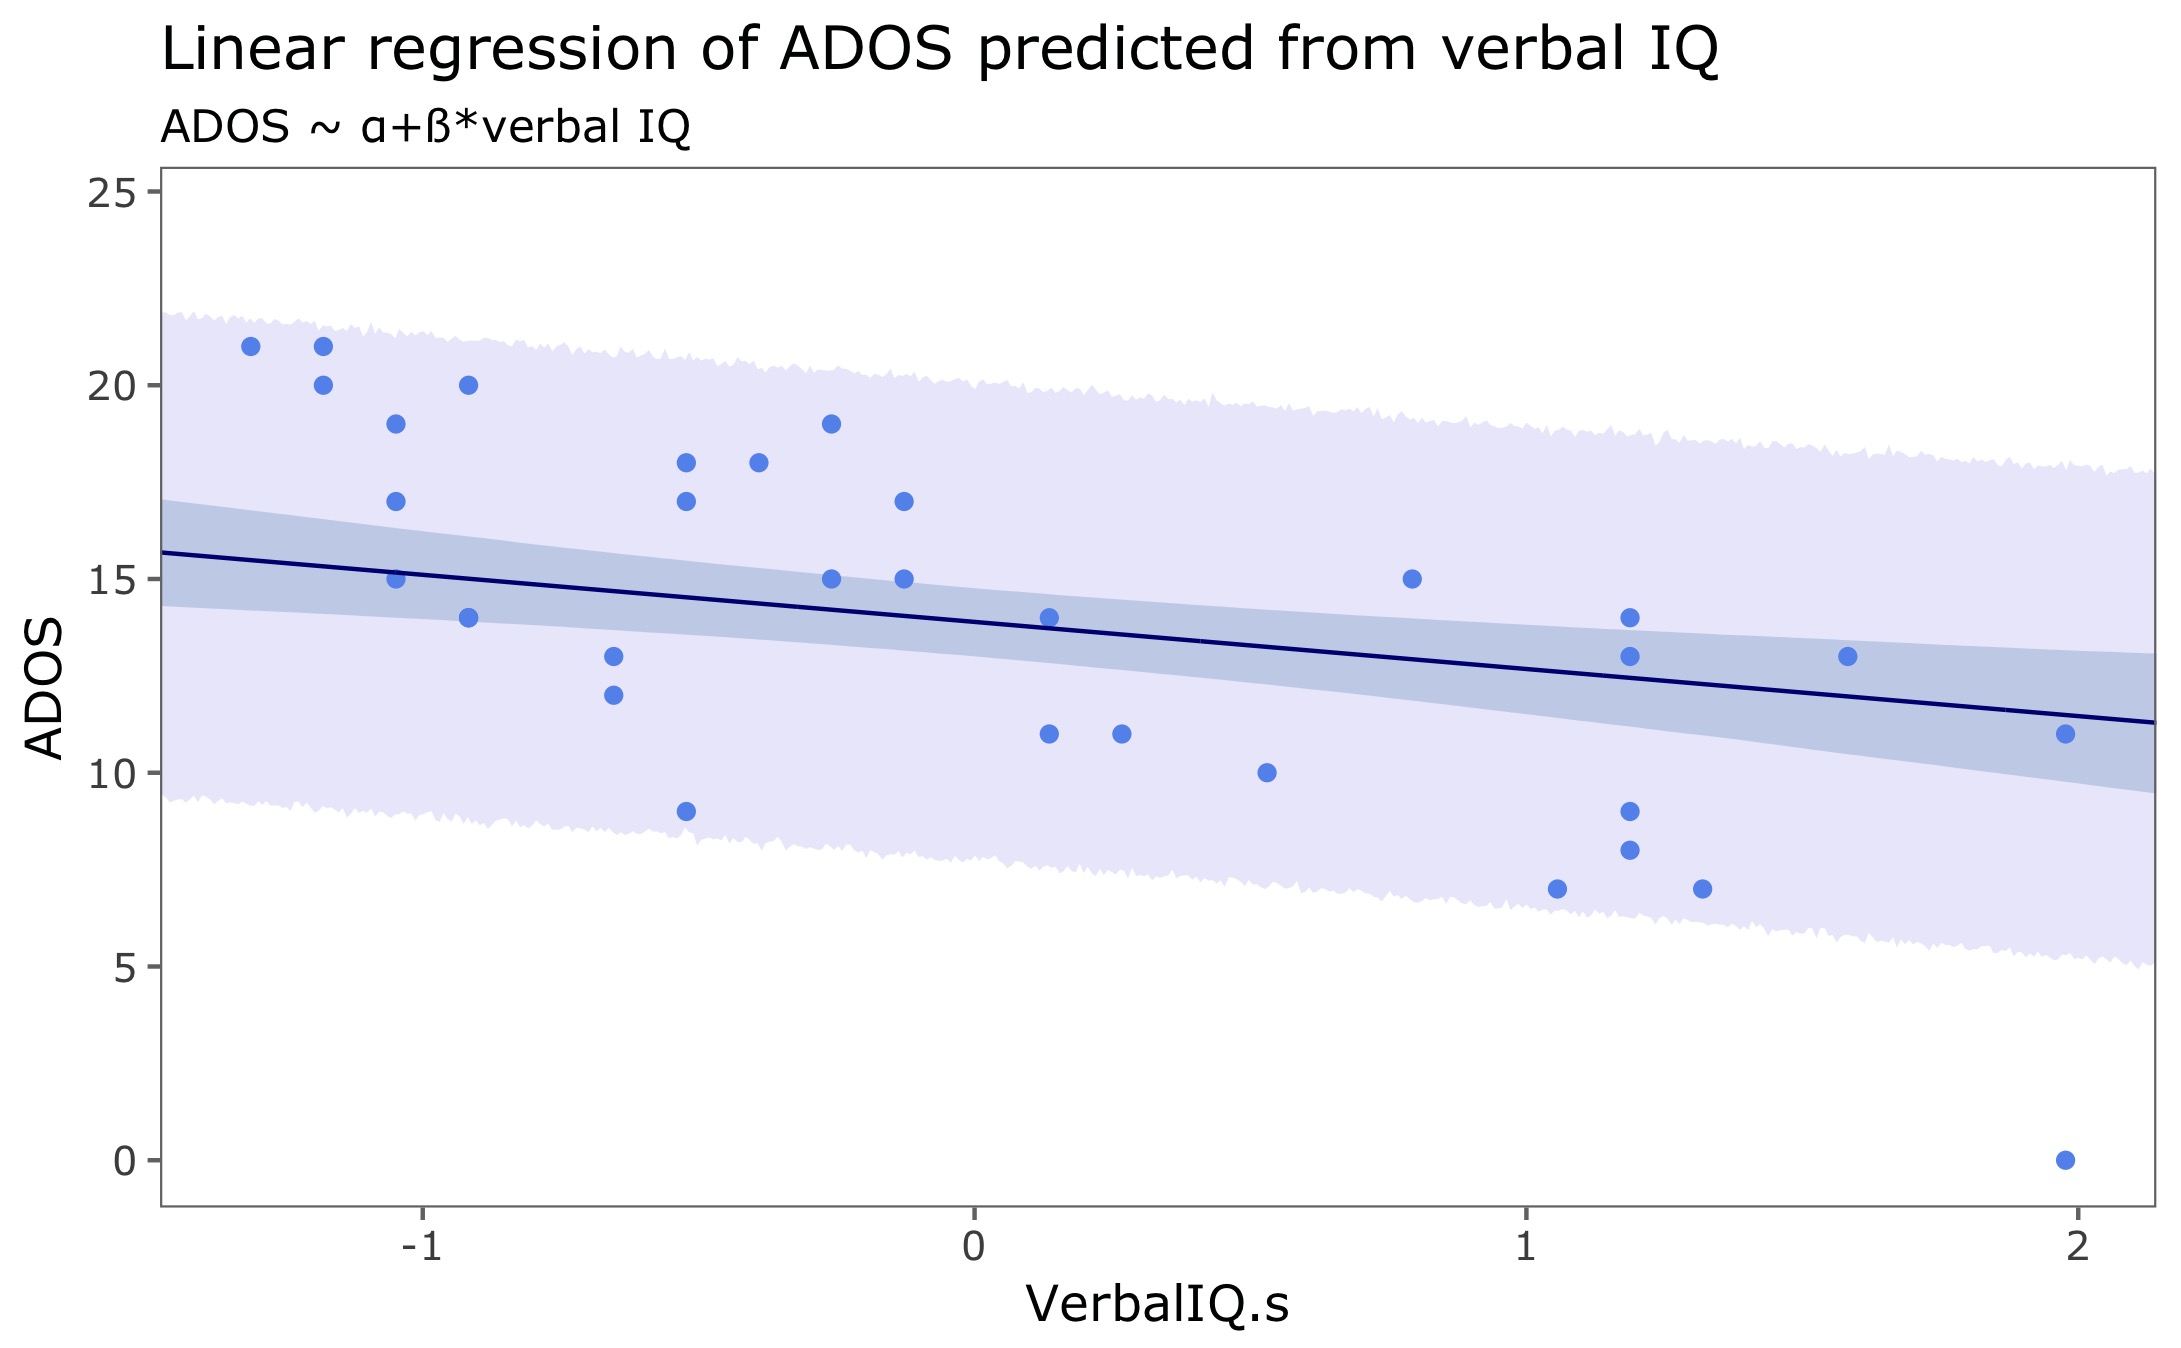 Linear regression of ADOS predicted from verbal IQ
ADOS ~ ɑ+ß*verbal IQ
25
20
15
10
5
0
ADOS
-1 0 1 2
VerbalIQ.s